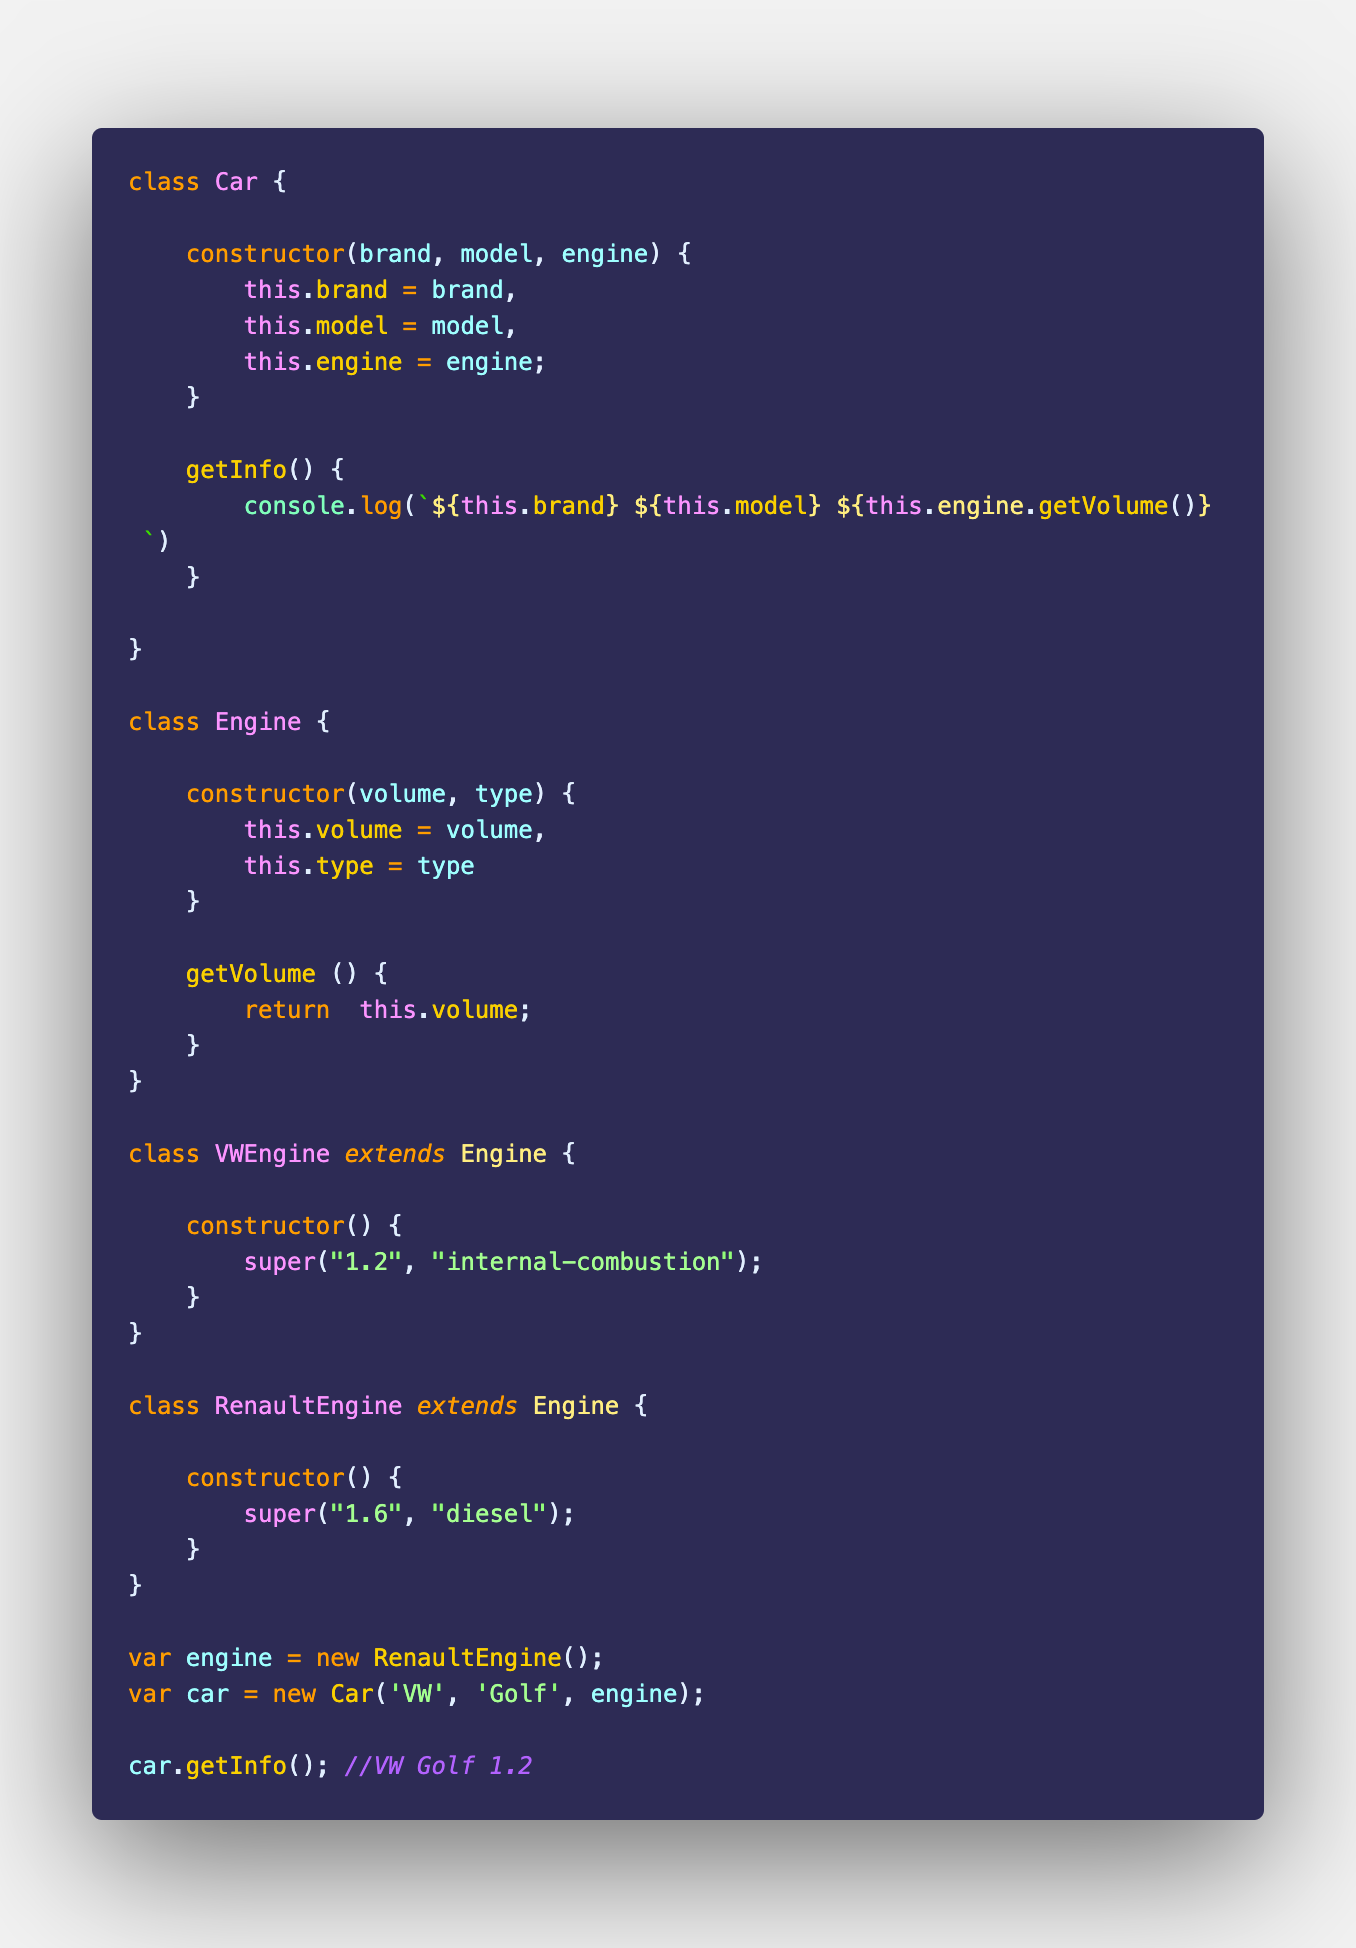 class Car {
    constructor(brand, model, engine) {
        this.brand = brand,
        this.model = model,
        this.engine = engine;
    }
    getInfo() {
        console.log(`${this.brand} ${this.model} ${this.engine.getVolume()}
 `)
    }
}
class Engine {
    constructor(volume, type) {
        this.volume = volume,
        this.type = type
    }
    getVolume () {
        return  this.volume;
    }
}
class VWEngine extends Engine {
    constructor() {
        super("1.2", "internal-combustion");
    }
}
class RenaultEngine extends Engine {
    constructor() {
        super("1.6", "diesel");
    }
}
var engine = new RenaultEngine();
var car = new Car('VW', 'Golf', engine);
car.getInfo(); //VW Golf 1.2